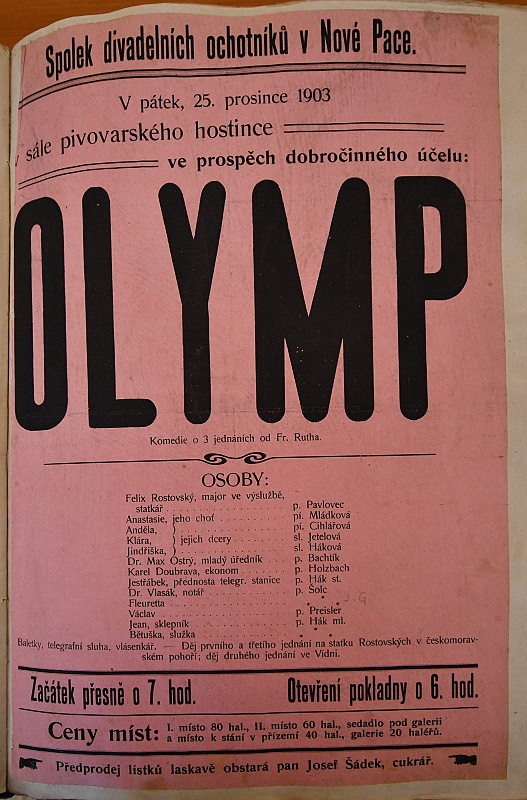 Spolek divadelních ochotníků v Nové Pace.
V pátek, 25. prosince 1903
v sále pivovarského hostince
ve prospěch dobročinného účelu:
OLYMP
Komedie o 3 jednáních od Fr. Rutha.
OSOBY:
Felix Rostovský, major ve výslužbě,
statkář . . . . . . . . . . . . . . . . p. Pavlovec
Anastasie, jeho choť . . . . . . . . . pí. Mládková
Anděla, } pí. Cihlářová
Klára, } jejich dcery . . . . . . . . sl. Jetelová
Jindřiška, } sl. Háková
Dr. Max Ostrý, mladý úředník . . . p. Bachtík
Karel Doubrava, ekonom . . . . . . . p. Holzbach
Jestřábek, přednosta telegr. stanice p. Hák st.
Dr. Vlasák, notář . . . . . . . . . . . p. Šolc
Fleuretta . . . . . . . . . . . . . . . . * * *
Václav . . . . . . . . . . . . . . . . . p. Preisler
Jean, sklepník . . . . . . . . . . . . p. Hák ml.
Bětuška, služka . . . . . . . . . . . * * *
Baletky, telegrafní sluha, vlásenkář. — Děj prvního a třetího jednání na statku Rostovských v českomorav-
ském pohoří; děj druhého jednání ve Vídni.
Začátek přesně o 7. hod. Otevření pokladny o 6. hod.
Ceny míst: I. místo 80 hal., II. místo 60 hal., sedadlo pod galerii
a místo k stání v přízemí 40 hal., galerie 20 haléřů.
Předprodej lístků laskavě obstará pan Josef Šádek, cukrář.